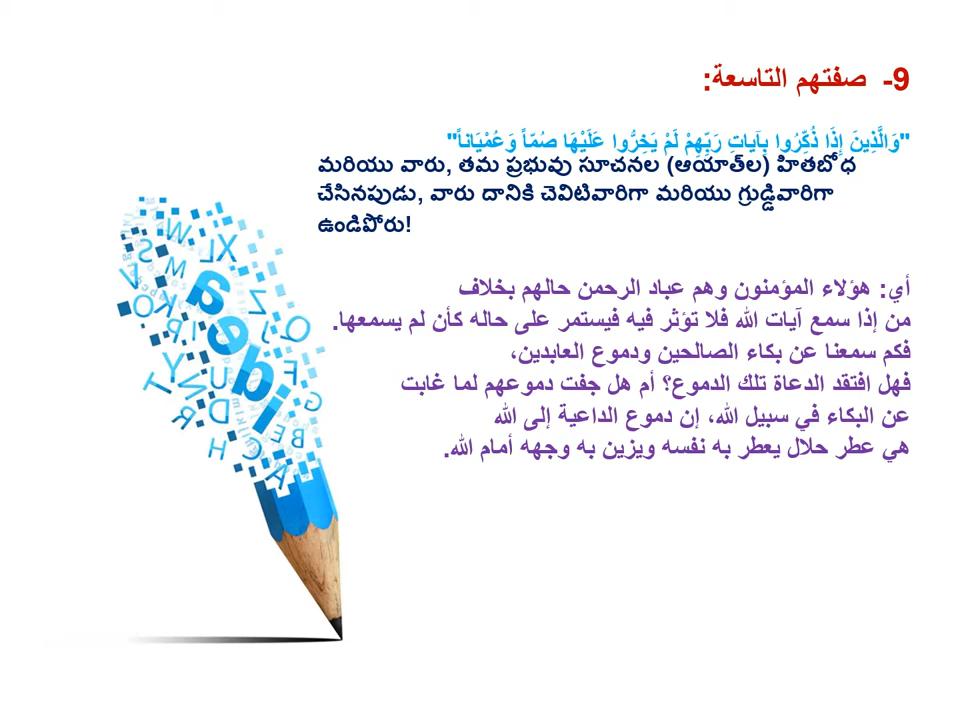 9- صفتهم التاسعة:
"وَالَّذِينَ إِذَا ذُكِّرُوا بِآياتِ رَبِّهِمْ لَمْ يَخِرُّوا عَلَيْهَا صُمّاً وَعُمْيَاناً"
మరియు వారు, తమ ప్రభువు సూచనల (ఆయాత్‌ల) హితబోధ
చేసినపుడు, వారు దానికి చెవిటివారిగా మరియు గ్రుడ్డివారిగా
ఉండిపోరు!
أي: هؤلاء المؤمنون وهم عباد الرحمن حالهم بخلاف
من إذا سمع آيات الله فلا تؤثر فيه فيستمر على حاله كأن لم يسمعها.
فكم سمعنا عن بكاء الصالحين ودموع العابدين،
فهل افتقد الدعاة تلك الدموع؟ أم هل جفت دموعهم لما غابت
عن البكاء في سبيل الله، إن دموع الداعية إلى الله
هي عطر حلال يعطر به نفسه ويزين به وجهه أمام الله.